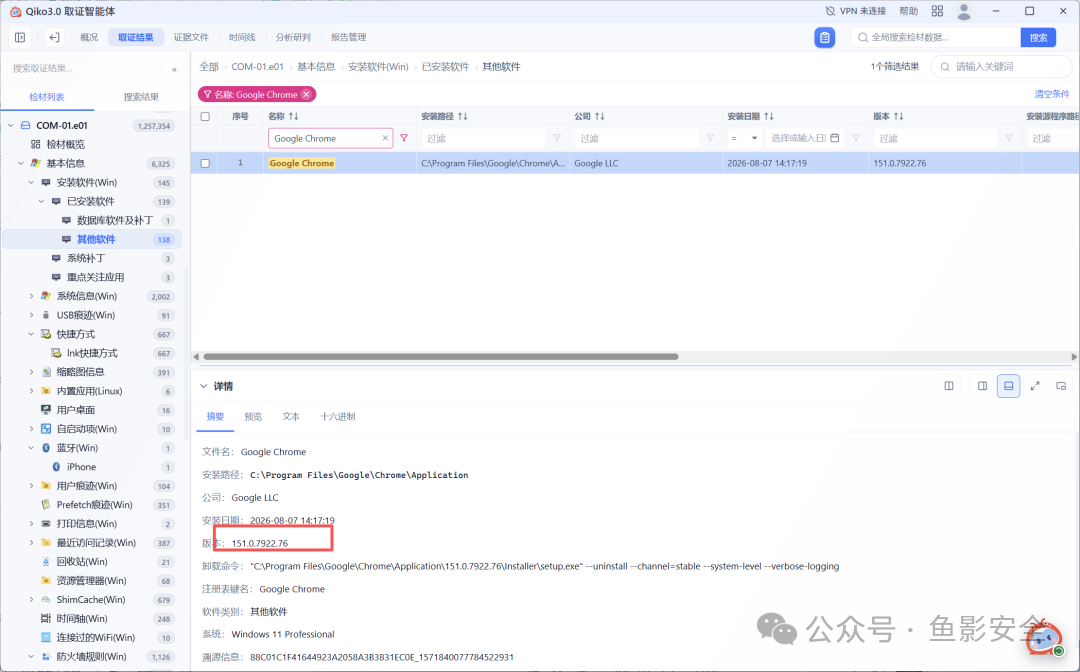 Qiko3.0 取证智能体 VPN 未连接 帮助
概况 取证结果 证据文件 时间线 分析研判 报告管理 全局搜索检材数据... 搜索
搜索取证结果... «
全部 › COM-01.e01 › 基本信息 › 安装软件(Win) › 已安装软件 › 其他软件 1个筛选结果 请输入关键词
检材列表 搜索结果
名称: Google Chrome 清空条件
序号 名称 安装路径 公司 安装日期 版本 安装源程序路径
Google Chrome 过滤 过滤 = 选择或输入日期 过滤 过滤
1 Google Chrome C:\Program Files\Google\Chrome\A... Google LLC 2026-08-07 14:17:19 151.0.7922.76
COM-01.e01 1,257,354
检材概览
基本信息 6,325
安装软件(Win) 145
已安装软件 139
数据库软件及补丁 1
其他软件 138
系统补丁 3
重点关注应用 3
系统信息(Win) 2,002
USB痕迹(Win) 91
快捷方式 667
lnk快捷方式 667
缩略图信息 391
内置应用(Linux) 6
用户桌面 16
自启动项(Win) 10
蓝牙(Win) 1
iPhone 1
用户痕迹(Win) 104
Prefetch痕迹(Win) 351
打印信息(Win) 2
最近访问记录(Win) 387
回收站(Win) 21
资源管理器(Win) 68
ShimCache(Win) 679
时间轴(Win) 248
连接过的WiFi(Win) 10
防火墙规则(Win) 1,126
详情
摘要 预览 文本 十六进制
文件名: Google Chrome
安装路径: C:\Program Files\Google\Chrome\Application
公司: Google LLC
安装日期: 2026-08-07 14:17:19
版本: 151.0.7922.76
卸载命令: "C:\Program Files\Google\Chrome\Application\151.0.7922.76\Installer\setup.exe" --uninstall --channel=stable --system-level --verbose-logging
注册表键名: Google Chrome
软件类别: 其他软件
系统: Windows 11 Professional
溯源信息: 88C01C1F41644923A2058A3B3831EC0E_1571840077784522931
公众号 · 鱼影安全